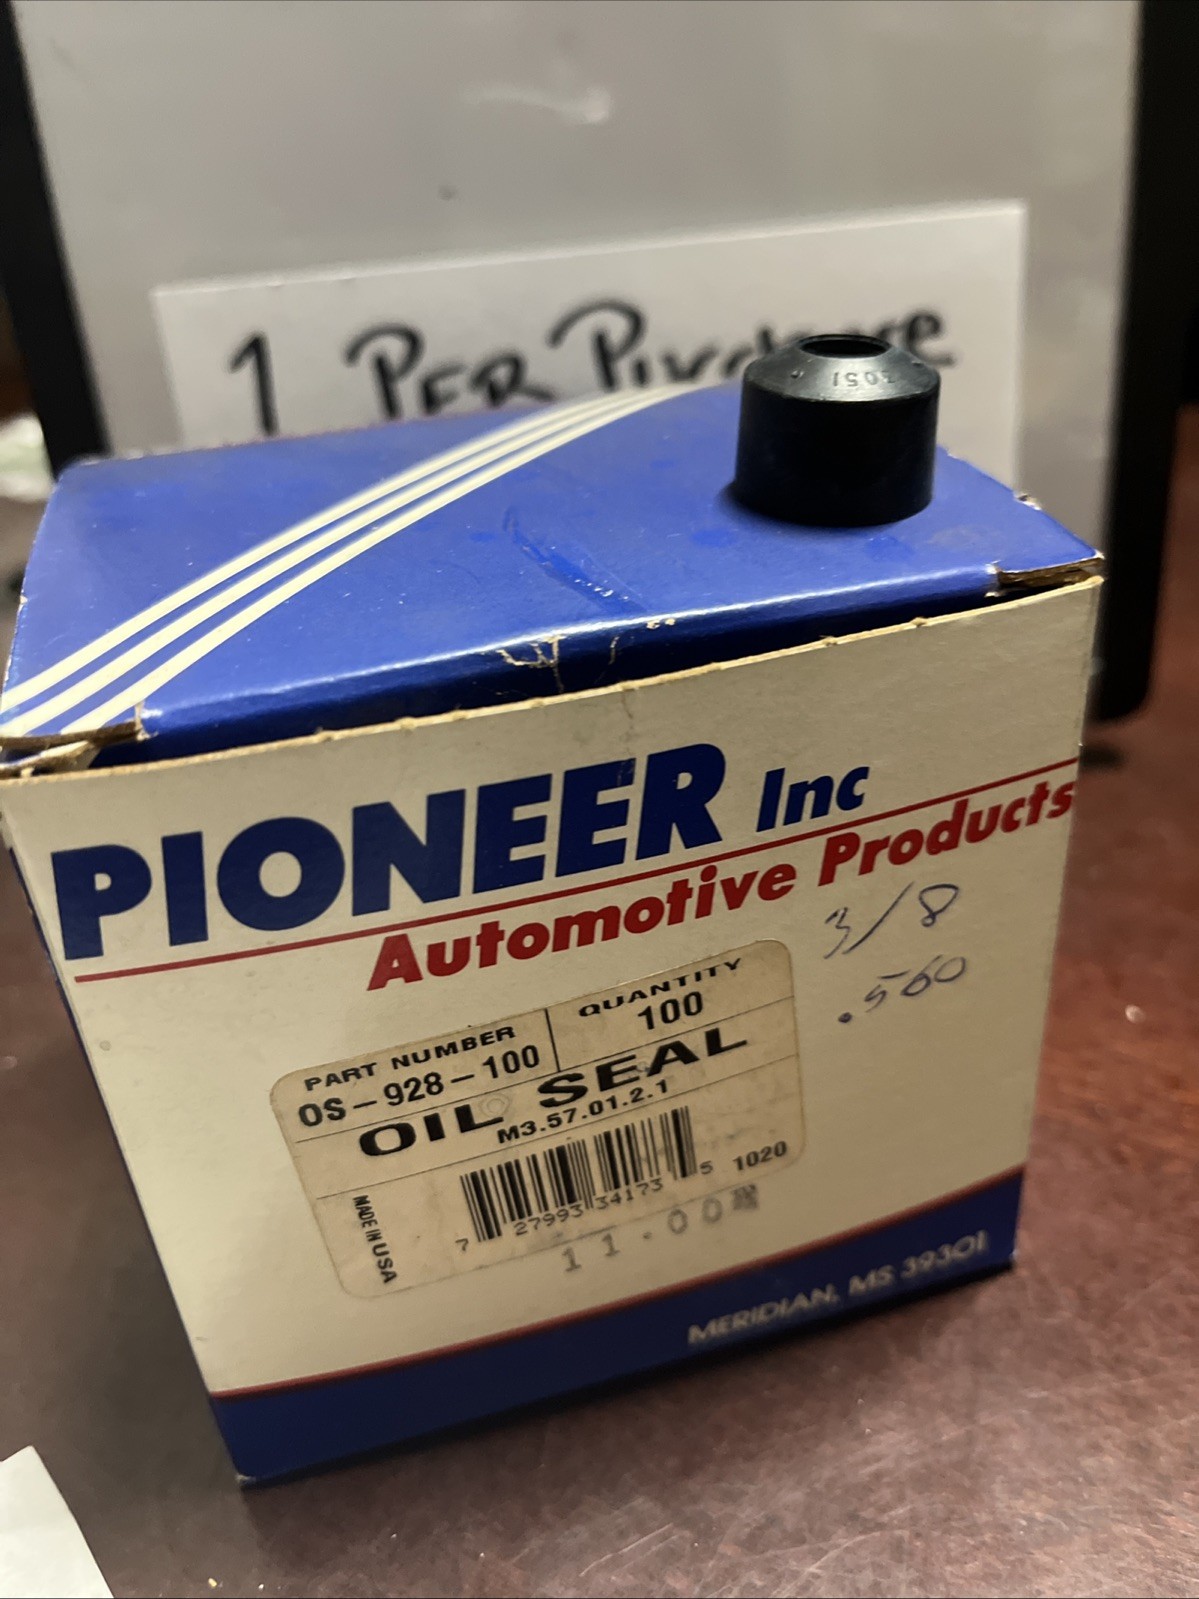 1 PER
3051
PIONEER Inc
Automotive Products
3/8
.560
PART NUMBER
OS-928-100
QUANTITY
100
OIL SEAL
M3.57.01.2.1
MADE IN USA
7 27993 34173 5 1020
11.00
MERIDIAN, MS 39301